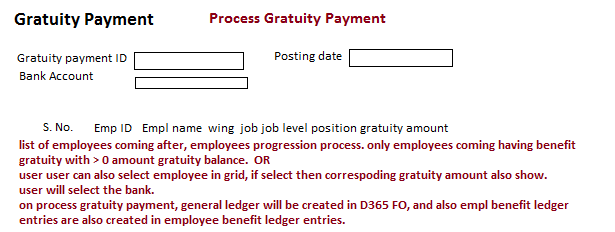 Gratuity Payment Process Gratuity Payment
Gratuity payment ID Posting date
Bank Account
S. No. Emp ID Empl name wing job job level position gratuity amount
list of employees coming after, employees progression process. only employees coming having benefit
gratuity with > 0 amount gratuity balance. OR
user user can also select employee in grid, if select then correspoding gratuity amount also show.
user will select the bank.
on process gratuity payment, general ledger will be created in D365 FO, and also empl benefit ledger
entries are also created in employee benefit ledger entries.